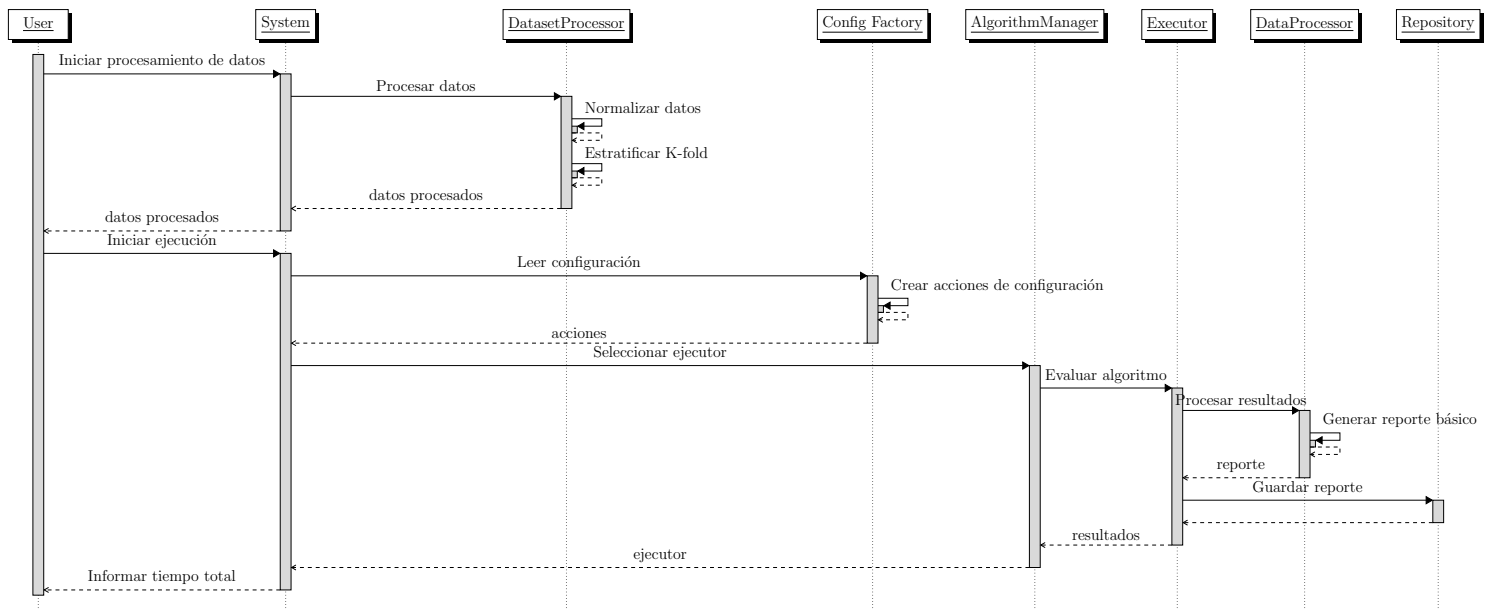 User
System
DatasetProcessor
Config Factory
AlgorithmManager
Executor
DataProcessor
Repository
Iniciar procesamiento de datos
Procesar datos
Normalizar datos
Estratificar K-fold
datos procesados
datos procesados
Iniciar ejecución
Leer configuración
Crear acciones de configuración
acciones
Seleccionar ejecutor
Evaluar algoritmo
Procesar resultados
Generar reporte básico
reporte
Guardar reporte
resultados
ejecutor
Informar tiempo total